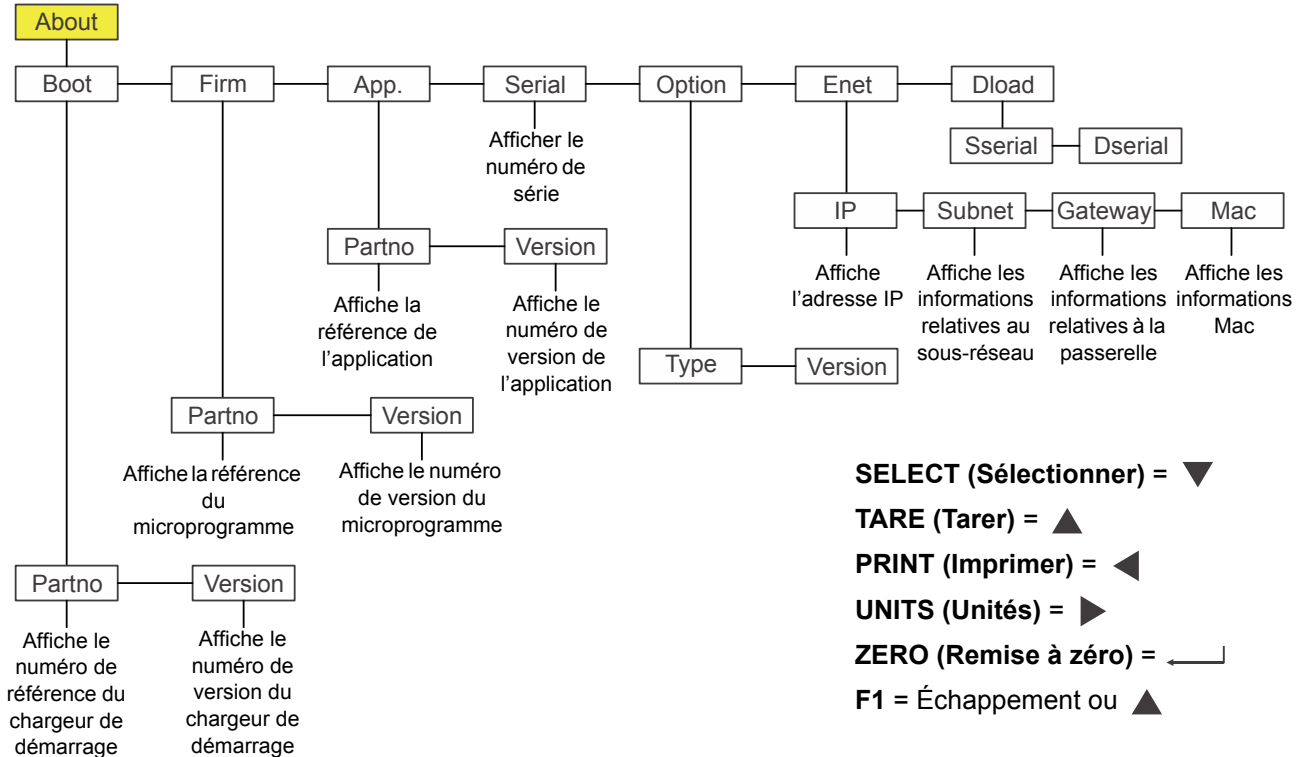 About
Boot
Firm
App.
Serial
Option
Enet
Dload
Afficher le
numéro de
série
Sserial
Dserial
IP
Subnet
Gateway
Mac
Affiche
l'adresse IP
Affiche les
informations
relatives au
sous-réseau
Affiche les
informations
relatives à la
passerelle
Affiche les
informations
Mac
Partno
Version
Affiche la
référence de
l'application
Affiche le
numéro de
version de
l'application
Type
Version
Partno
Version
Affiche la référence
du
microprogramme
Affiche le numéro
de version du
microprogramme
Partno
Version
Affiche le
numéro de
référence du
chargeur de
démarrage
Affiche le
numéro de
version du
chargeur de
démarrage
SELECT (Sélectionner) = ▼
TARE (Tarer) = ▲
PRINT (Imprimer) = ◀
UNITS (Unités) = ▶
ZERO (Remise à zéro) = ↵
F1 = Échappement ou ▲